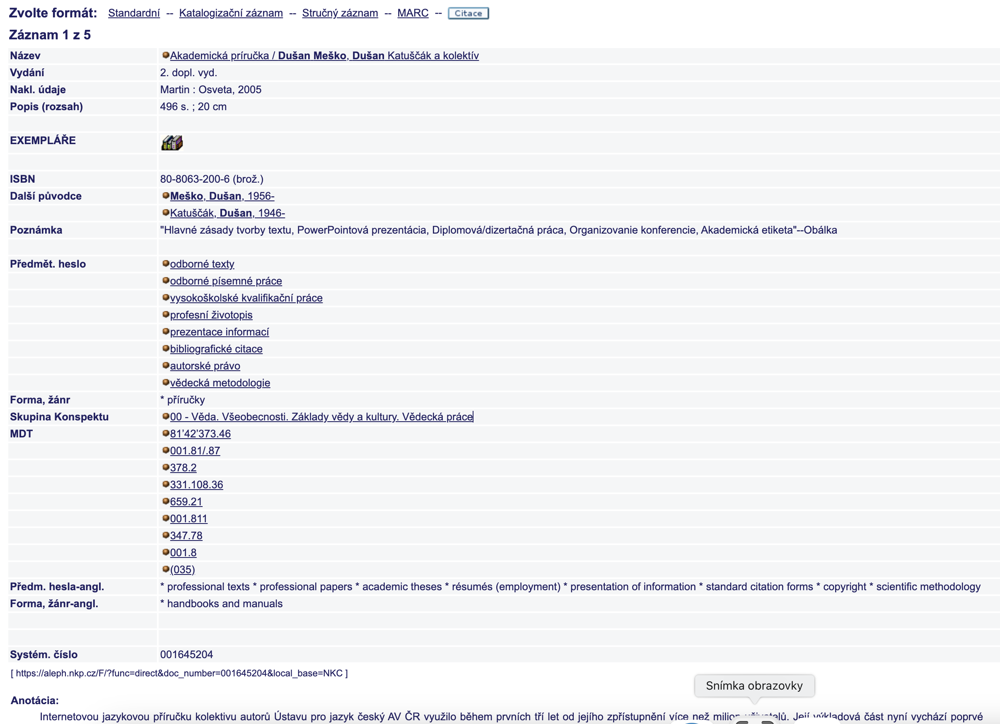 Zvolte formát: Standardní -- Katalogizační záznam -- Stručný záznam -- MARC -- Citace
Záznam 1 z 5
Název Akademická príručka / Dušan Meško, Dušan Katuščák a kolektív
Vydání 2. dopl. vyd.
Nakl. údaje Martin : Osveta, 2005
Popis (rozsah) 496 s. ; 20 cm
EXEMPLÁŘE
ISBN 80-8063-200-6 (brož.)
Další původce Meško, Dušan, 1956-
Katuščák, Dušan, 1946-
Poznámka "Hlavné zásady tvorby textu, PowerPointová prezentácia, Diplomová/dizertačná práca, Organizovanie konferencie, Akademická etiketa"--Obálka
Předmět. heslo odborné texty
odborné písemné práce
vysokoškolské kvalifikační práce
profesní životopis
prezentace informací
bibliografické citace
autorské právo
vědecká metodologie
Forma, žánr * příručky
Skupina Konspektu 00 - Věda. Všeobecnosti. Základy vědy a kultury. Vědecká práce
MDT 81’42’373.46
001.81/.87
378.2
331.108.36
659.21
001.811
347.78
001.8
(035)
Předm. hesla-angl. * professional texts * professional papers * academic theses * résumés (employment) * presentation of information * standard citation forms * copyright * scientific methodology
Forma, žánr-angl. * handbooks and manuals
Systém. číslo 001645204
[ https://aleph.nkp.cz/F/?func=direct&doc_number=001645204&local_base=NKC ]
Snímka obrazovky
Anotácia:
Internetovou jazykovou příručku kolektivu autorů Ústavu pro jazyk český AV ČR využilo během prvních tří let od jejího zpřístupnění více než milion uživatelů. Její výkladová část nyní vychází poprvé